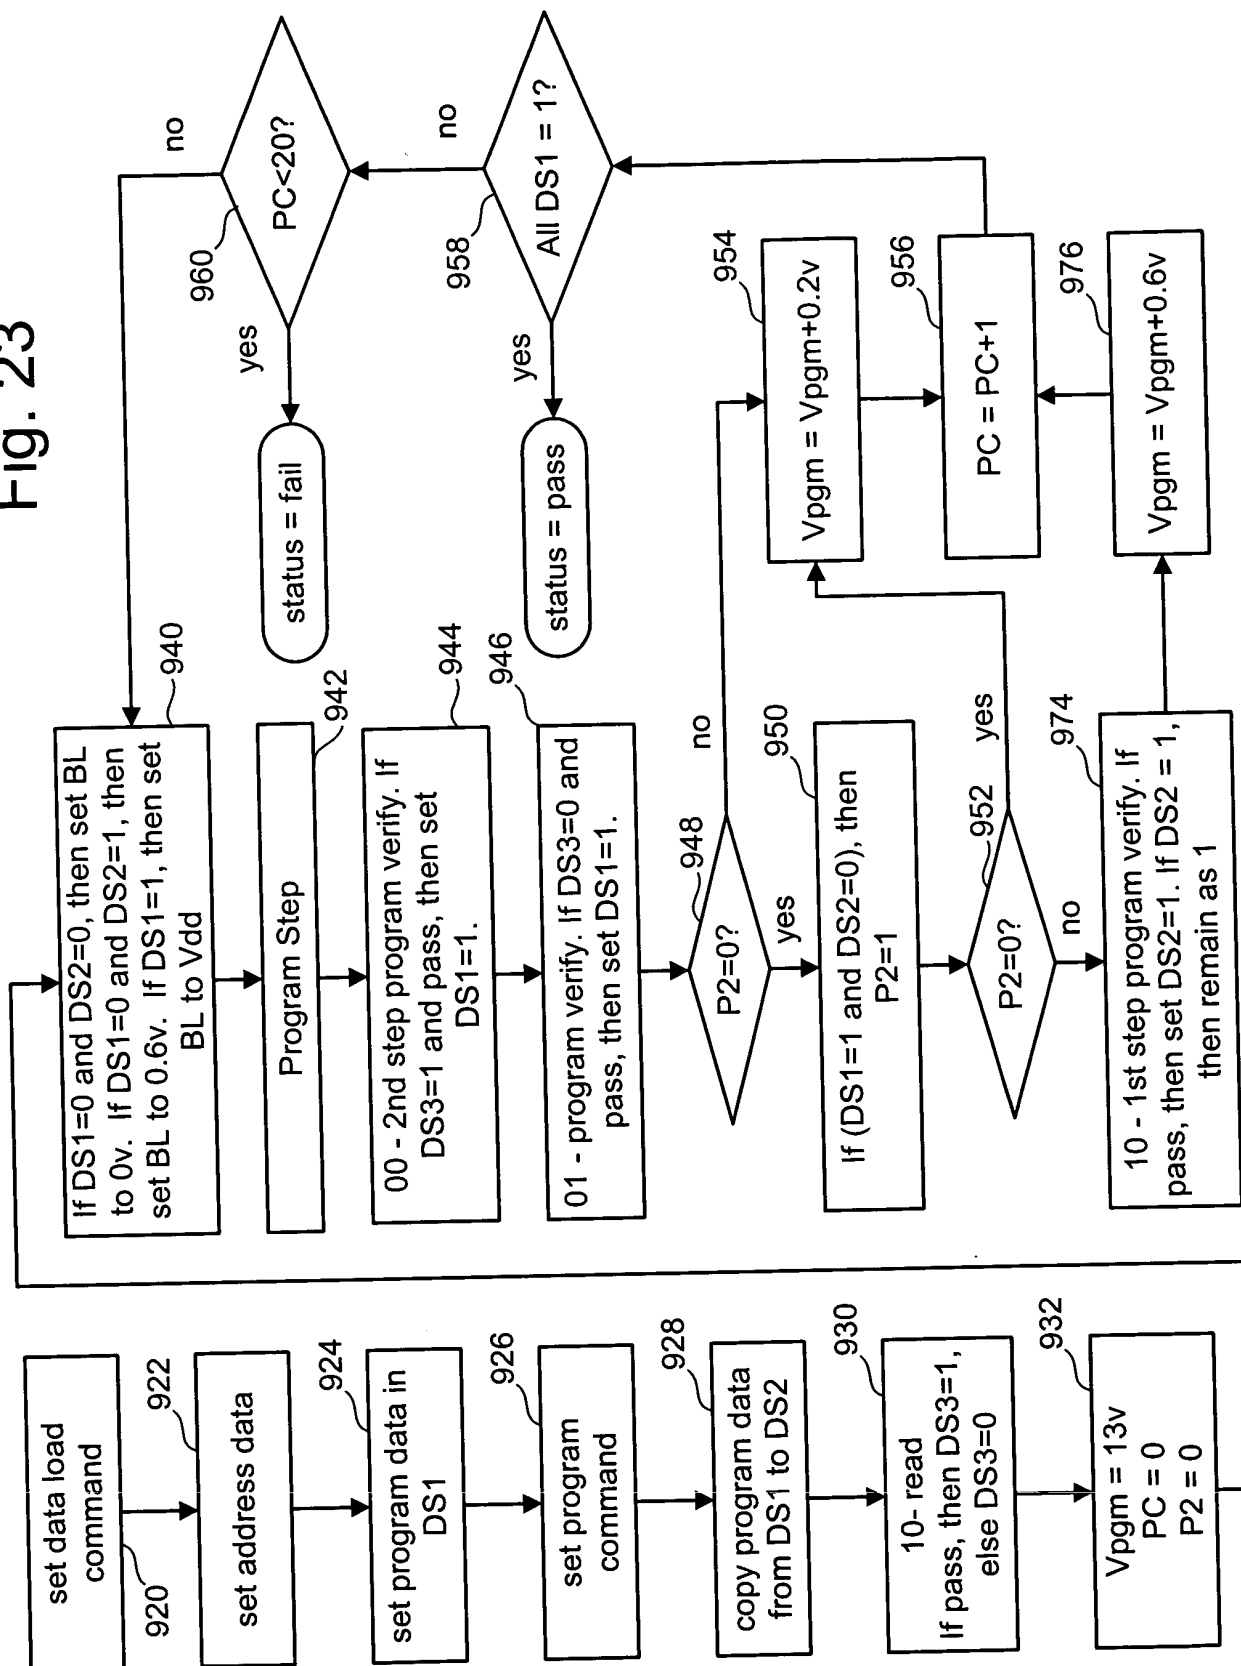 Fig. 23
set data load
command
920
922
set address data
924
set program data in
DS1
926
set program
command
928
copy program data
from DS1 to DS2
930
10- read
If pass, then DS3=1,
else DS3=0
932
Vpgm = 13v
PC = 0
P2 = 0
If DS1=0 and DS2=0, then set BL
to 0v. If DS1=0 and DS2=1, then
set BL to 0.6v. If DS1=1, then set
BL to Vdd
940
Program Step
942
00 - 2nd step program verify. If
DS3=1 and pass, then set
DS1=1.
944
01 - program verify. If DS3=0 and
pass, then set DS1=1.
946
P2=0?
948
no
yes
If (DS1=1 and DS2=0), then
P2=1
950
P2=0?
952
yes
no
10 - 1st step program verify. If
pass, then set DS2=1. If DS2 = 1,
then remain as 1
974
Vpgm = Vpgm+0.2v
954
PC = PC+1
956
Vpgm = Vpgm+0.6v
976
All DS1 = 1?
958
yes
status = pass
no
PC<20?
960
yes
status = fail
no